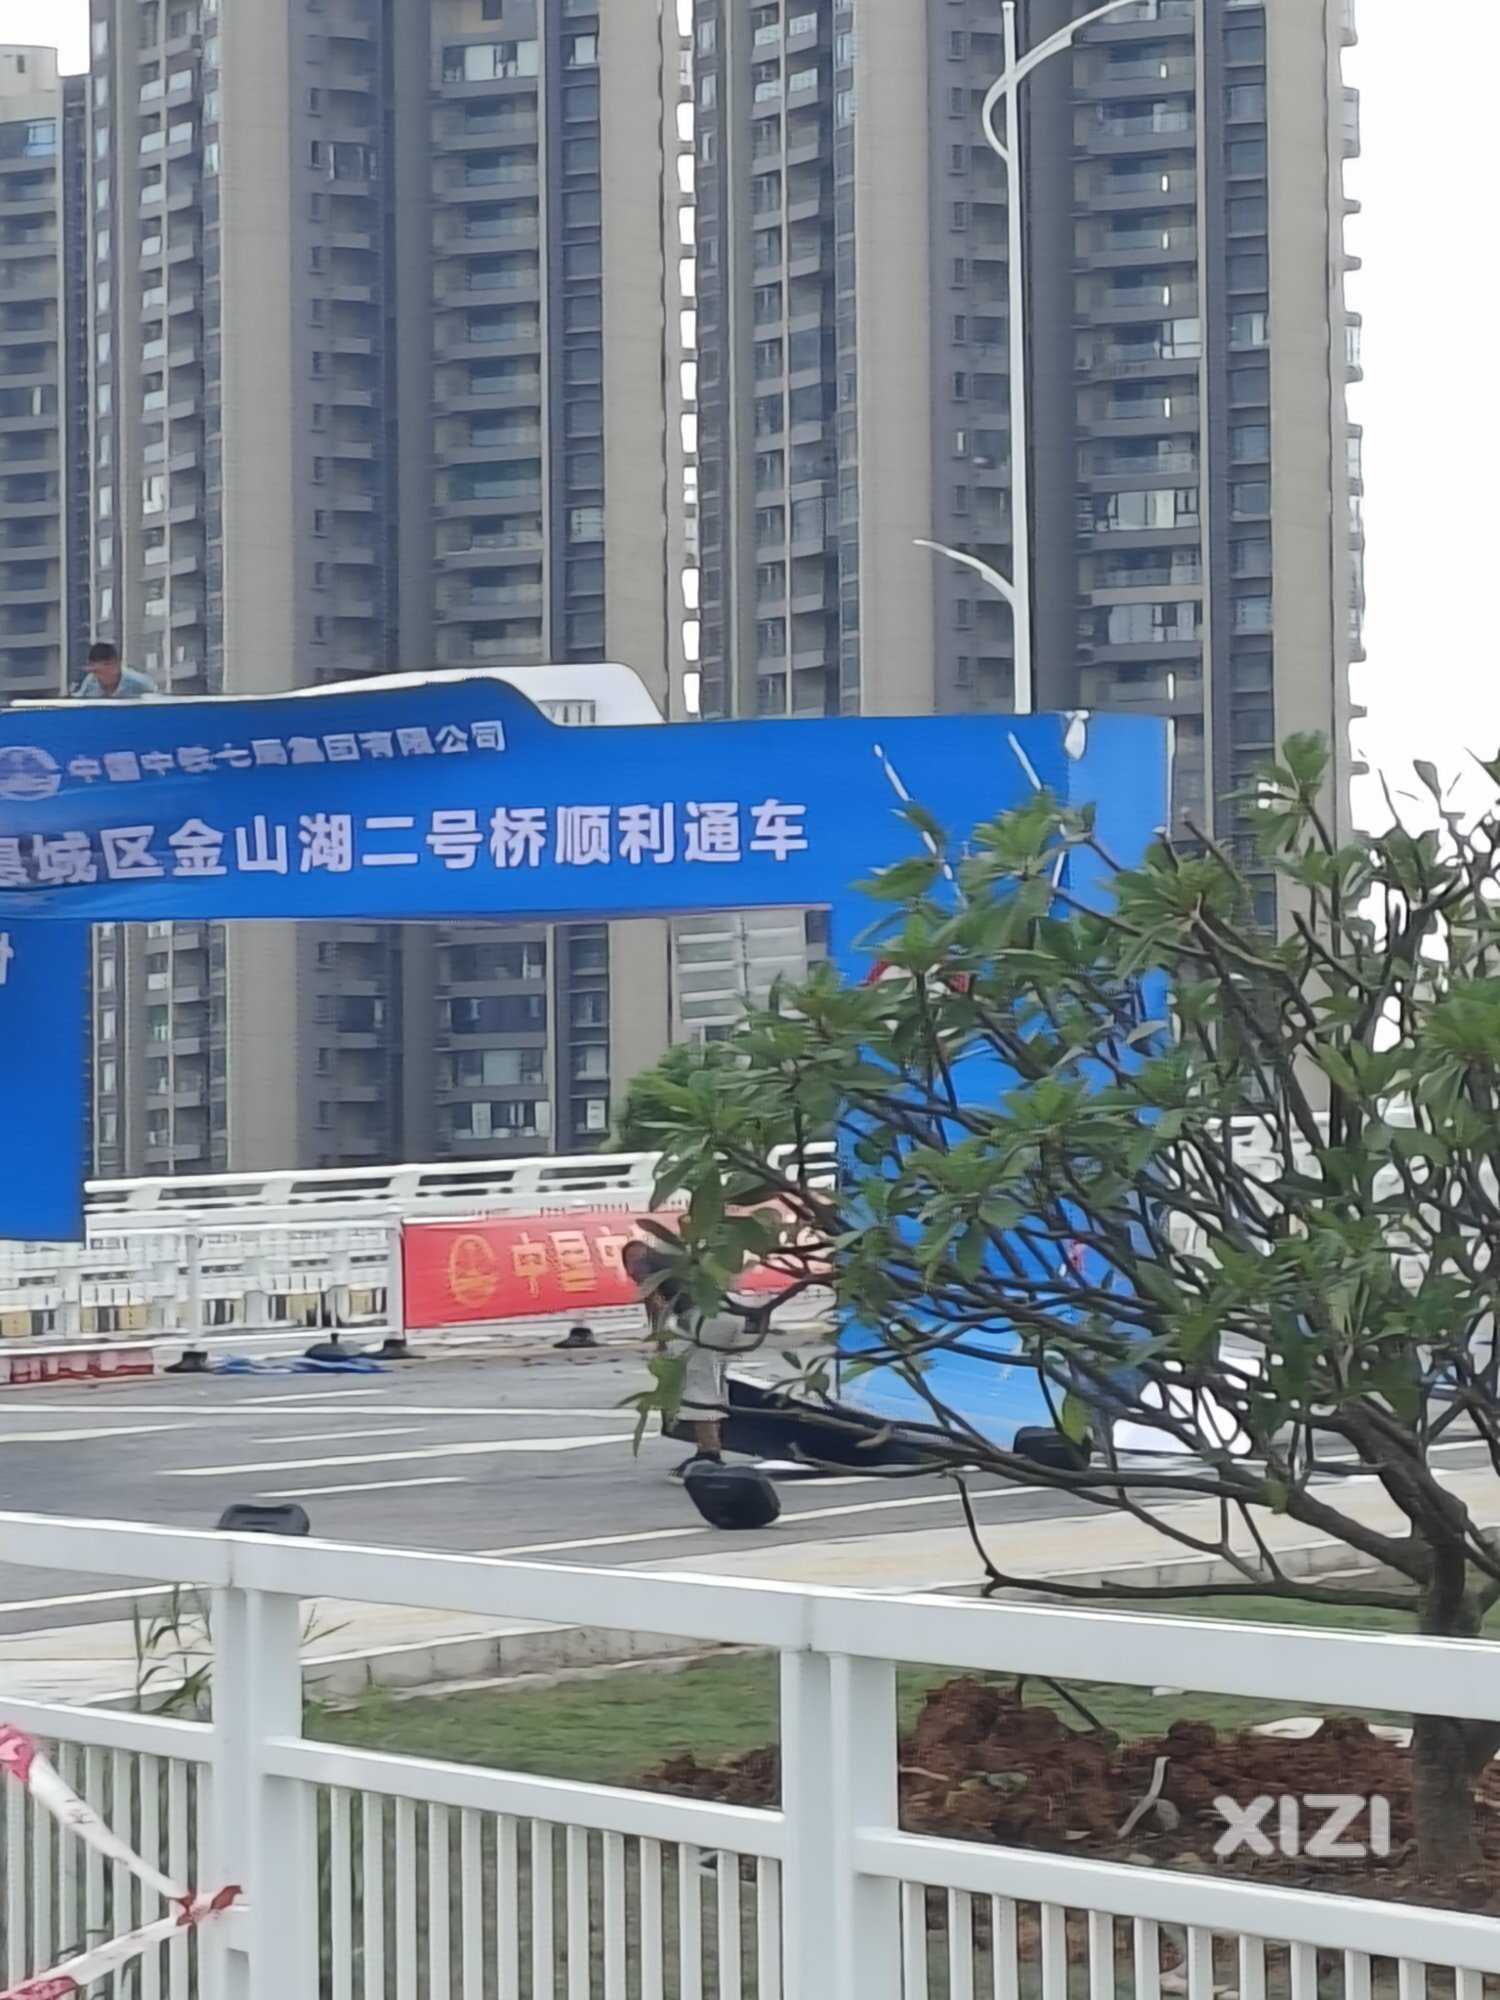 中国中铁七局集团有限公司
惠城区金山湖二号桥顺利通车
中国中
XIZI